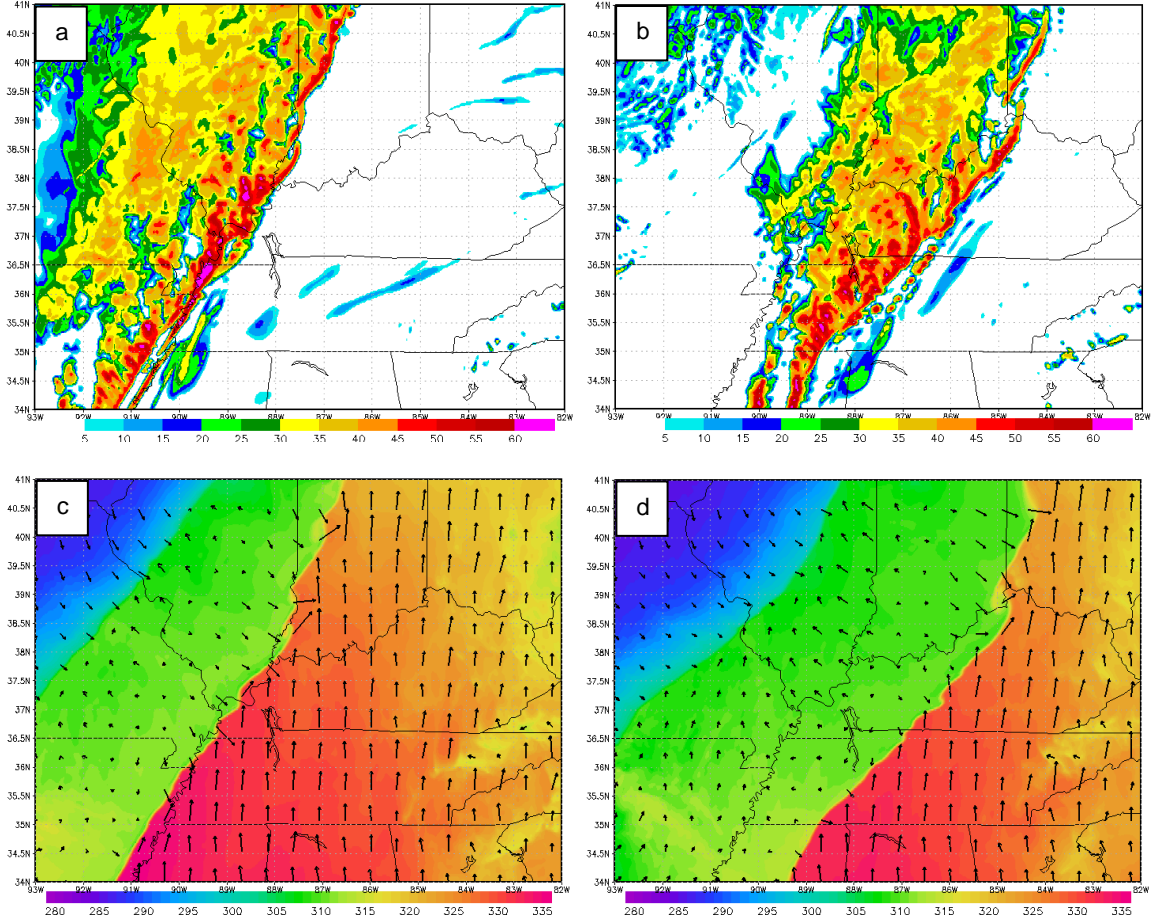 a
41N
40.5N
40N
39.5N
39N
38.5N
38N
37.5N
37N
36.5N
36N
35.5N
35N
34.5N
34N
93W 92W 91W 90W 89W 88W 87W 86W 85W 84W 83W 82W
5 10 15 20 25 30 35 40 45 50 55 60
b
41N
40.5N
40N
39.5N
39N
38.5N
38N
37.5N
37N
36.5N
36N
35.5N
35N
34.5N
34N
93W 92W 91W 90W 89W 88W 87W 86W 85W 84W 83W 82W
5 10 15 20 25 30 35 40 45 50 55 60
c
41N
40.5N
40N
39.5N
39N
38.5N
38N
37.5N
37N
36.5N
36N
35.5N
35N
34.5N
34N
93W 92W 91W 90W 89W 88W 87W 86W 85W 84W 83W 82W
280 285 290 295 300 305 310 315 320 325 330 335
d
41N
40.5N
40N
39.5N
39N
38.5N
38N
37.5N
37N
36.5N
36N
35.5N
35N
34.5N
34N
93W 92W 91W 90W 89W 88W 87W 86W 85W 84W 83W 82W
280 285 290 295 300 305 310 315 320 325 330 335